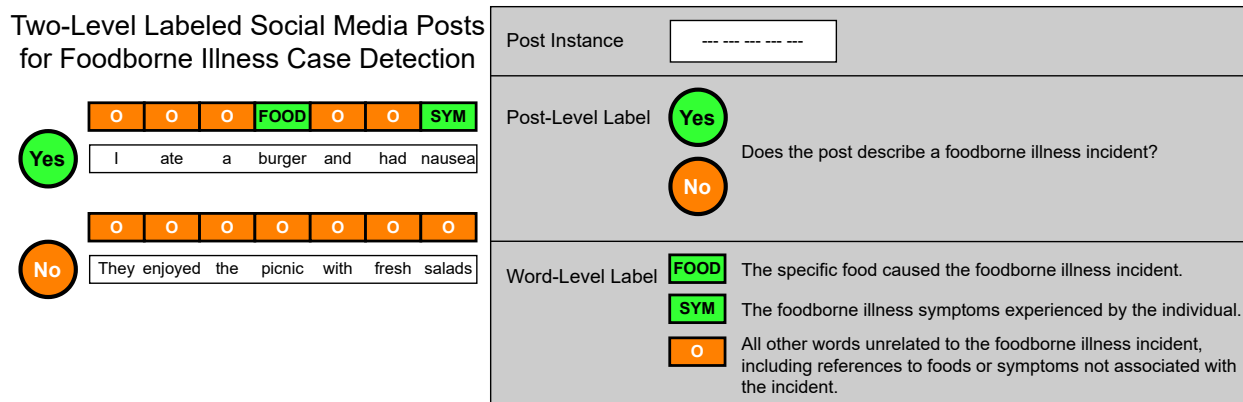 Two-Level Labeled Social Media Posts
for Foodborne Illness Case Detection
O O O FOOD O O SYM
Yes
I ate a burger and had nausea
O O O O O O O
No
They enjoyed the picnic with fresh salads
Post Instance
--- --- --- --- ---
Post-Level Label
Yes
Does the post describe a foodborne illness incident?
No
Word-Level Label
FOOD The specific food caused the foodborne illness incident.
SYM The foodborne illness symptoms experienced by the individual.
O
All other words unrelated to the foodborne illness incident,
including references to foods or symptoms not associated with
the incident.